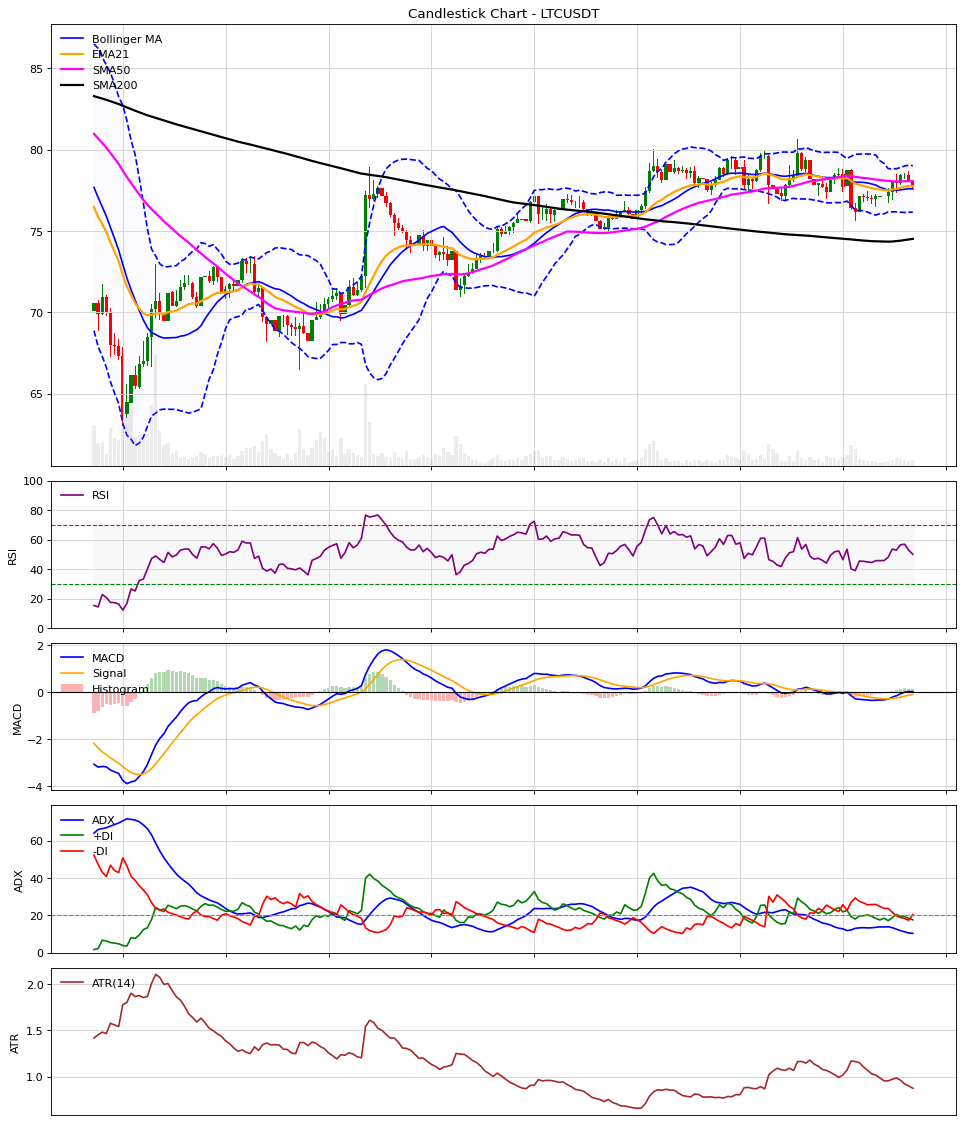 Candlestick Chart - LTCUSDT
Bollinger MA
EMA21
SMA50
SMA200
85
80
75
70
65
RSI
100
80
60
40
20
0
RSI
MACD
Signal
Histogram
2
0
−2
−4
MACD
ADX
+DI
-DI
60
40
20
0
ADX
ATR(14)
2.0
1.5
1.0
ATR